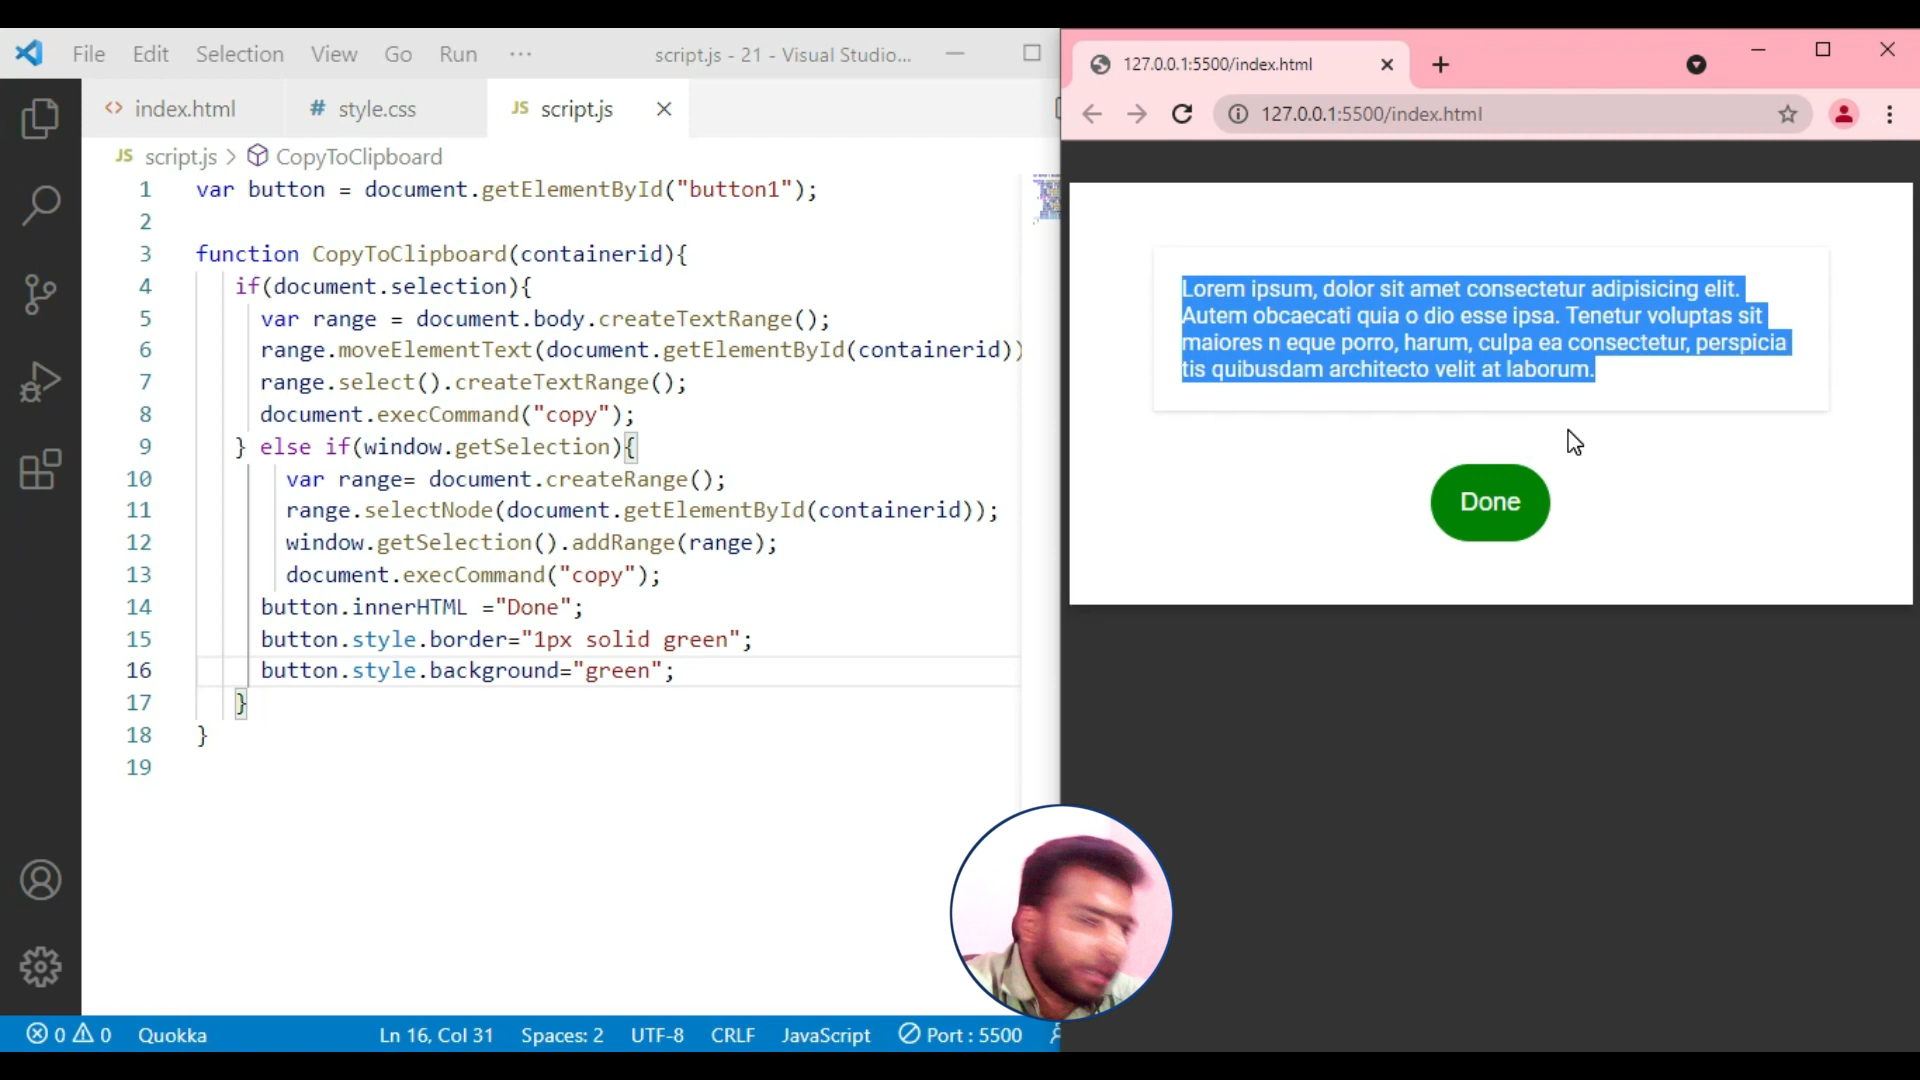 File Edit Selection View Go Run ··· script.js - 21 - Visual Studio...
index.html style.css JS script.js
JS script.js > CopyToClipboard
1 var button = document.getElementById("button1");
2
3 function CopyToClipboard(containerid){
4 if(document.selection){
5 var range = document.body.createTextRange();
6 range.moveElementText(document.getElementById(containerid))
7 range.select().createTextRange();
8 document.execCommand("copy");
9 } else if(window.getSelection){
10 var range= document.createRange();
11 range.selectNode(document.getElementById(containerid));
12 window.getSelection().addRange(range);
13 document.execCommand("copy");
14 button.innerHTML ="Done";
15 button.style.border="1px solid green";
16 button.style.background="green";
17 }
18 }
19
0 0 Quokka Ln 16, Col 31 Spaces: 2 UTF-8 CRLF JavaScript Port : 5500
127.0.0.1:5500/index.html
127.0.0.1:5500/index.html
Lorem ipsum, dolor sit amet consectetur adipisicing elit.
Autem obcaecati quia o dio esse ipsa. Tenetur voluptas sit
maiores n eque porro, harum, culpa ea consectetur, perspicia
tis quibusdam architecto velit at laborum.
Done